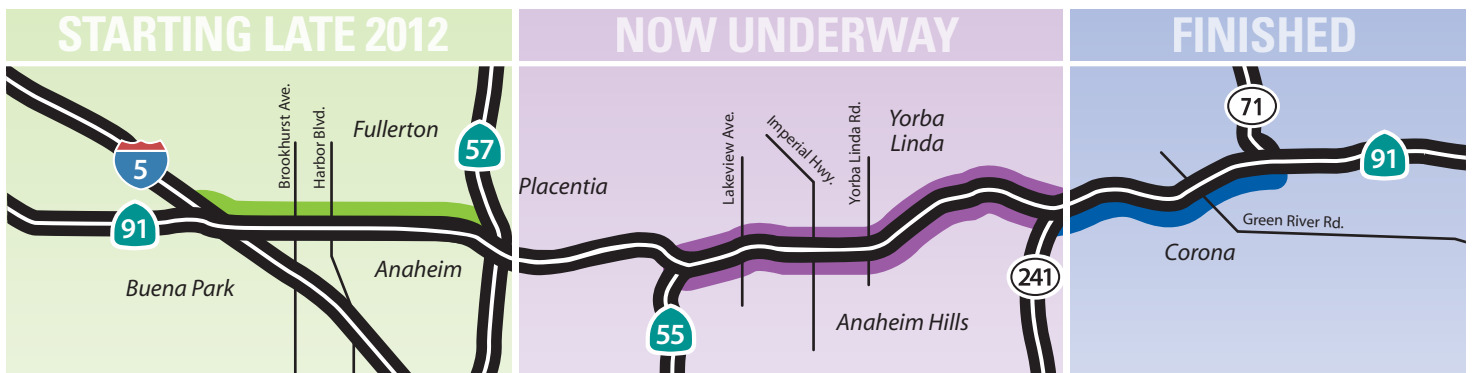 STARTING LATE 2012
5
91
Brookhurst Ave.
Harbor Blvd.
Fullerton
57
Buena Park
Anaheim
NOW UNDERWAY
Placentia
Lakeview Ave.
Imperial Hwy.
Yorba Linda Rd.
Yorba
Linda
55
Anaheim Hills
241
FINISHED
71
91
Green River Rd.
Corona